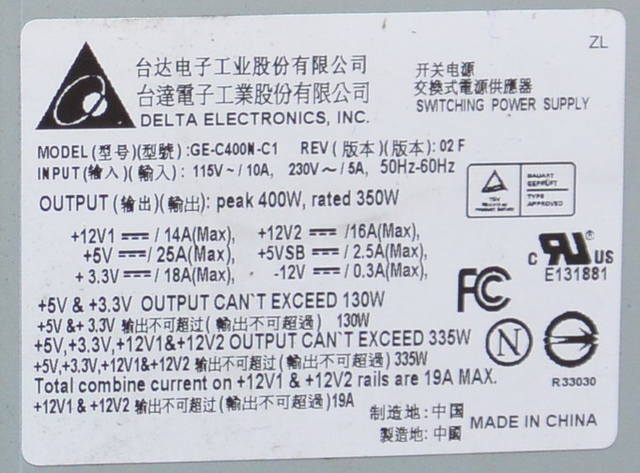 ZL
台达电子工业股份有限公司
台達電子工業股份有限公司
DELTA ELECTRONICS, INC.
开关电源
交換式電源供應器
SWITCHING POWER SUPPLY
MODEL(型号)(型號):GE-C400N-C1 REV(版本)(版本):02F
INPUT(输入)(輸入): 115V~/10A, 230V~/5A, 50Hz-60Hz
OUTPUT(输出)(輸出): peak 400W, rated 350W
BAUART
GEPRÜFT
TYPE
APPROVED
+12V1 ⎓/14A(Max), +12V2 ⎓/16A(Max),
+5V ⎓/25A(Max), +5VSB ⎓/2.5A(Max),
+3.3V ⎓/18A(Max), -12V ⎓/0.3A(Max),
c RU ® US
E131881
FC
+5V & +3.3V OUTPUT CAN'T EXCEED 130W
+5V &+3.3V 输出不可超过(輸出不可超過) 130W
+5V,+3.3V,+12V1&+12V2 OUTPUT CAN'T EXCEED 335W
+5V,+3.3V,+12V1&+12V2 输出不可超过(輸出不可超過)335W
N
R33030
Total combine current on +12V1 & +12V2 rails are 19A MAX.
+12V1 & +12V2 输出不可超过(輸出不可超過)19A
制造地:中国
製造地:中國
MADE IN CHINA